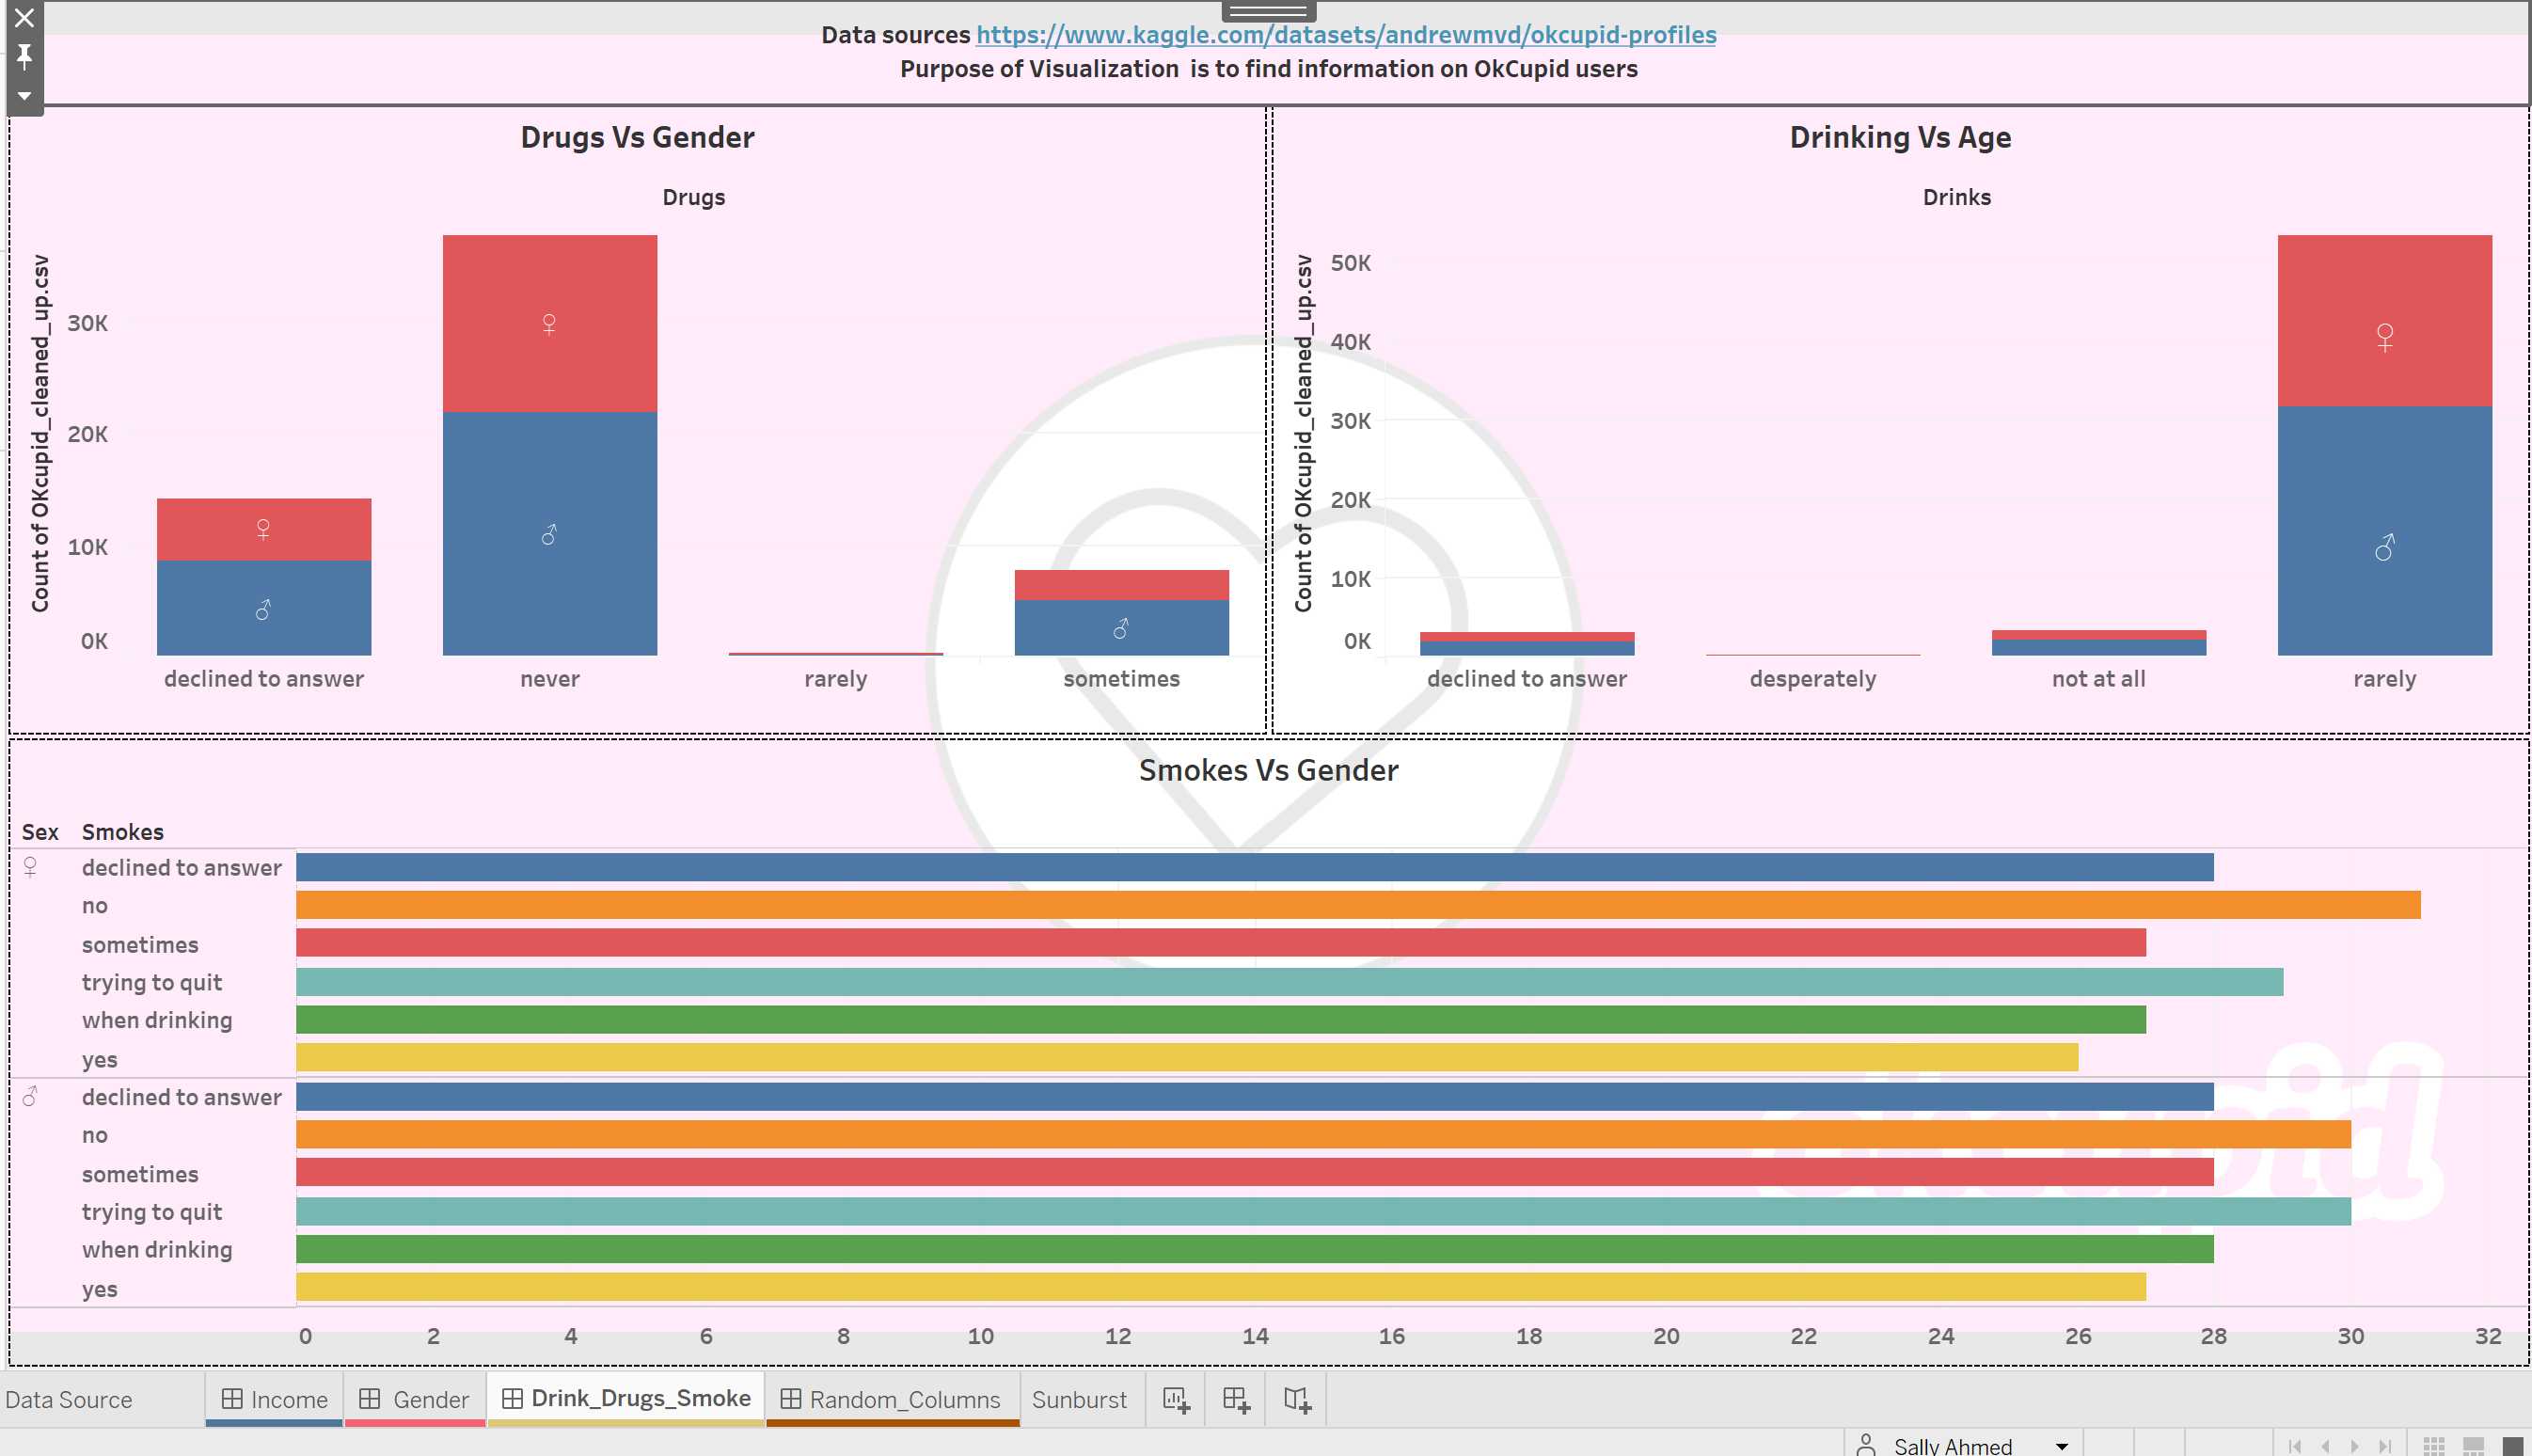 Data sources https://www.kaggle.com/datasets/andrewmvd/okcupid-profiles
Purpose of Visualization is to find information on OkCupid users
Drugs Vs Gender
Drugs
Count of OKcupid_cleaned_up.csv
30K
20K
10K
0K
♀
♂
♀
♂
♂
declined to answer
never
rarely
sometimes
Drinking Vs Age
Drinks
Count of OKcupid_cleaned_up.csv
50K
40K
30K
20K
10K
0K
♀
♂
declined to answer
desperately
not at all
rarely
Smokes Vs Gender
Sex Smokes
♀ declined to answer
no
sometimes
trying to quit
when drinking
yes
♂ declined to answer
no
sometimes
trying to quit
when drinking
yes
0 2 4 6 8 10 12 14 16 18 20 22 24 26 28 30 32
okcupid
Data Source Income Gender Drink_Drugs_Smoke Random_Columns Sunburst
Sally Ahmed